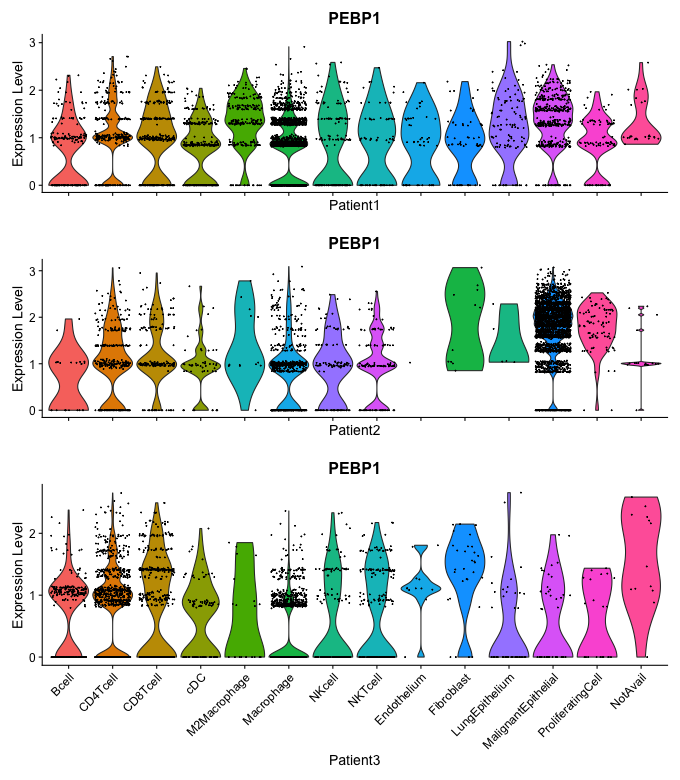 PEBP1
Expression Level
3
2
1
0
Patient1
PEBP1
Expression Level
3
2
1
0
Patient2
PEBP1
Expression Level
2
1
0
Bcell
CD4Tcell
CD8Tcell
cDC
M2Macrophage
Macrophage
NKcell
NKTcell
Endothelium
Fibroblast
LungEpithelium
MalignantEpithelial
ProliferatingCell
NotAvail
Patient3